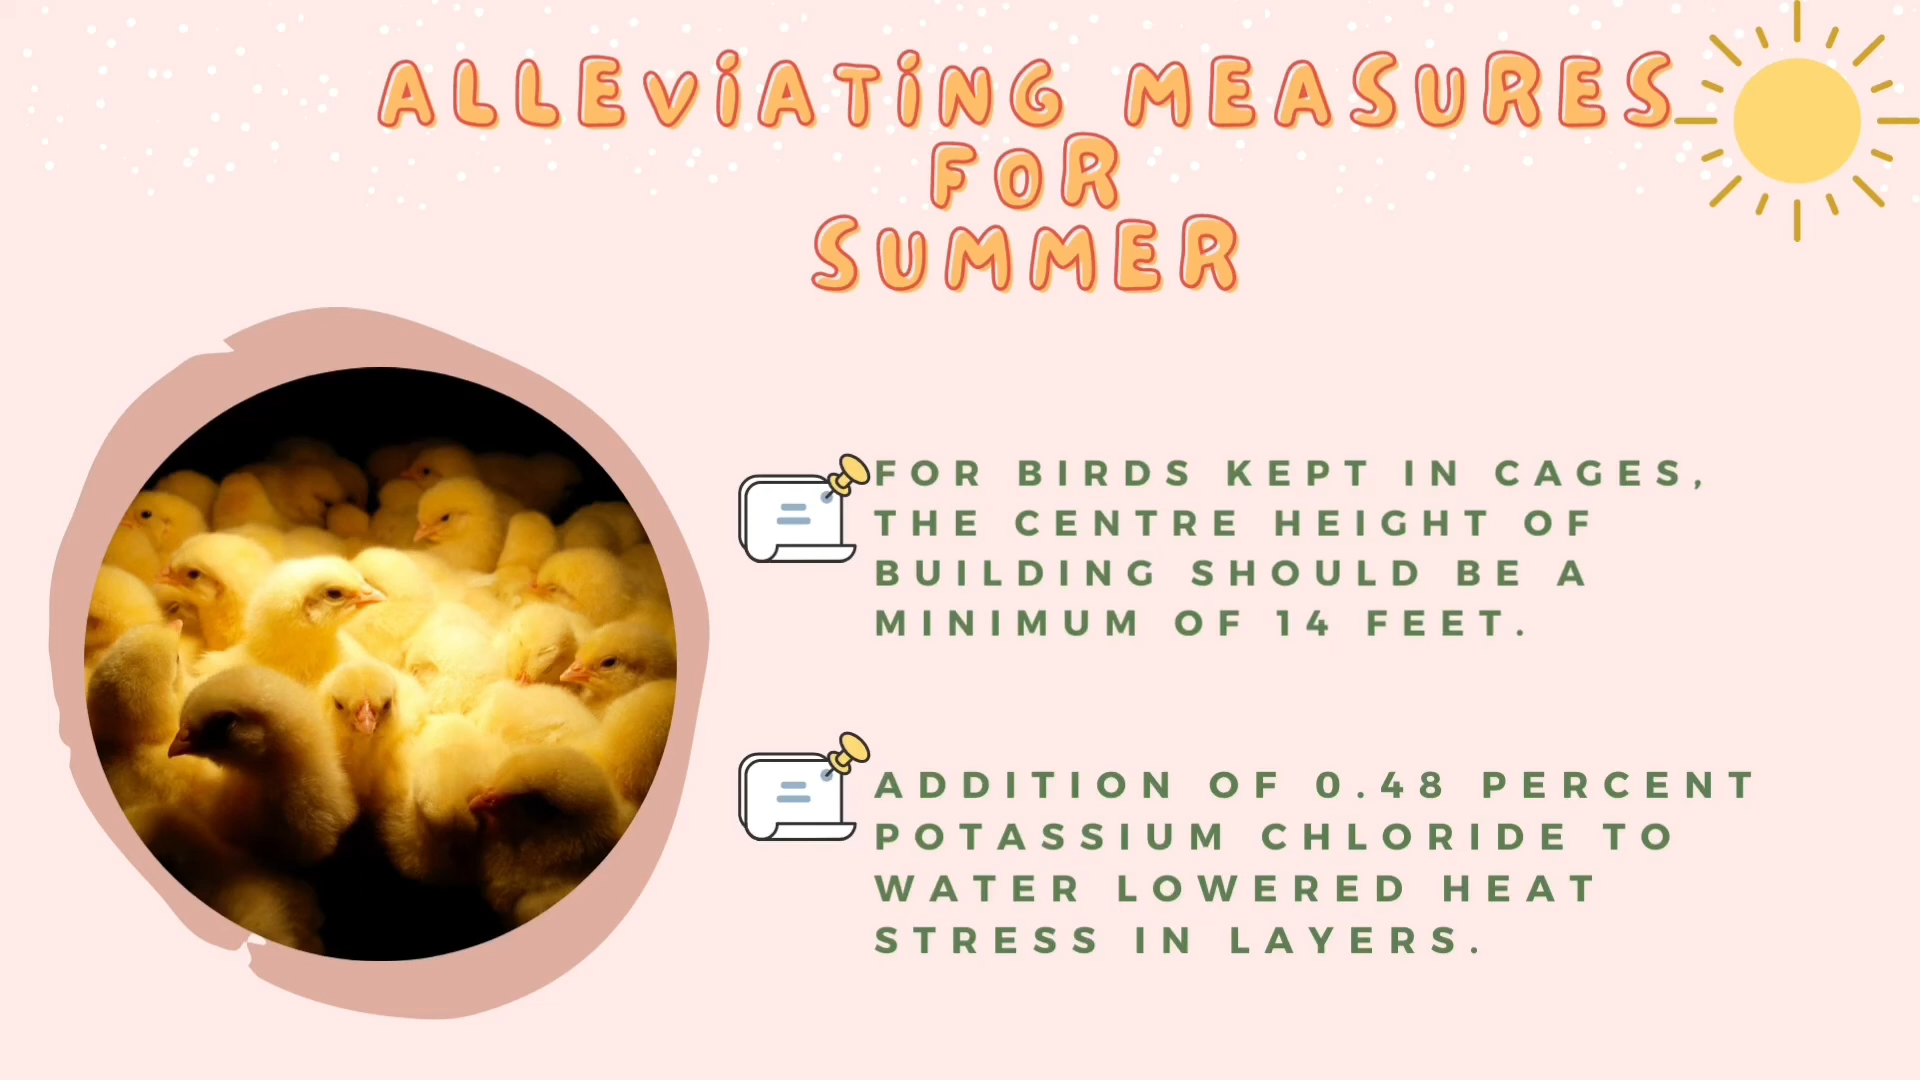 ALLEViATiNG MEASURES
FOR
SUMMER
FOR BIRDS KEPT IN CAGES,
THE CENTRE HEIGHT OF
BUILDING SHOULD BE A
MINIMUM OF 14 FEET.
ADDITION OF 0.48 PERCENT
POTASSIUM CHLORIDE TO
WATER LOWERED HEAT
STRESS IN LAYERS.